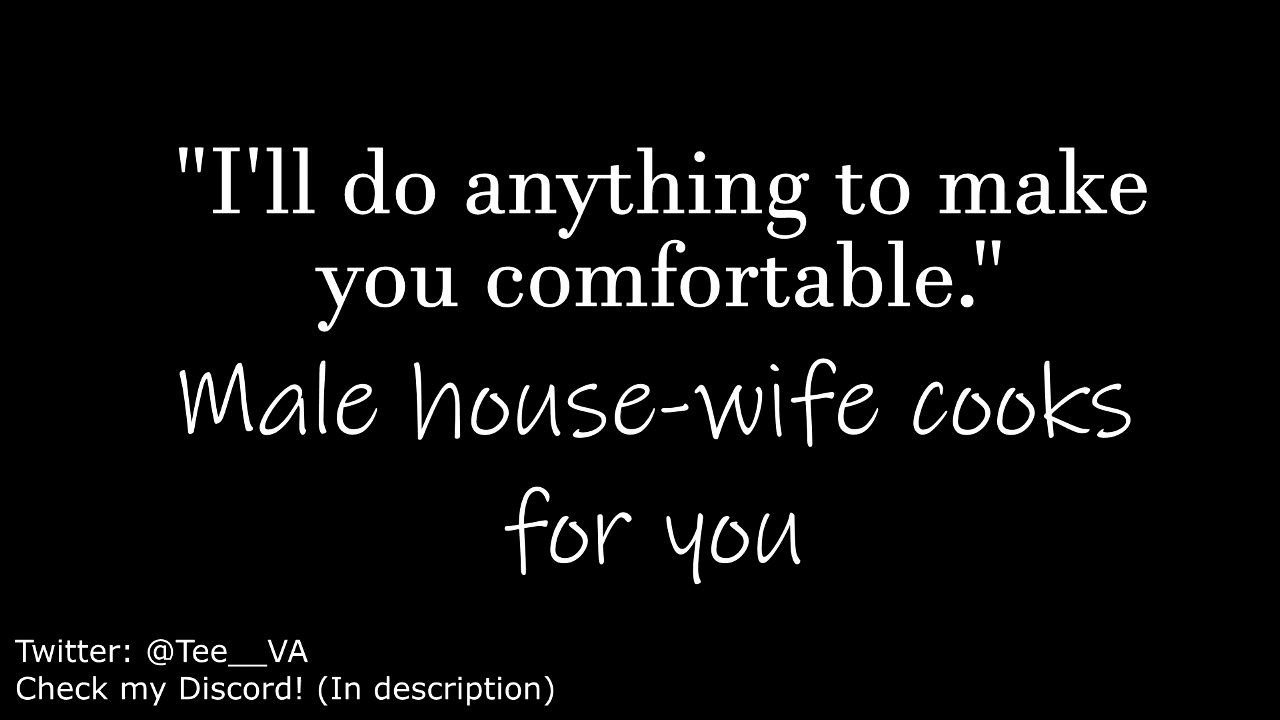 "I'll do anything to make
you comfortable."
Male house-wife cooks
for you
Twitter: @Tee__VA
Check my Discord! (In description)